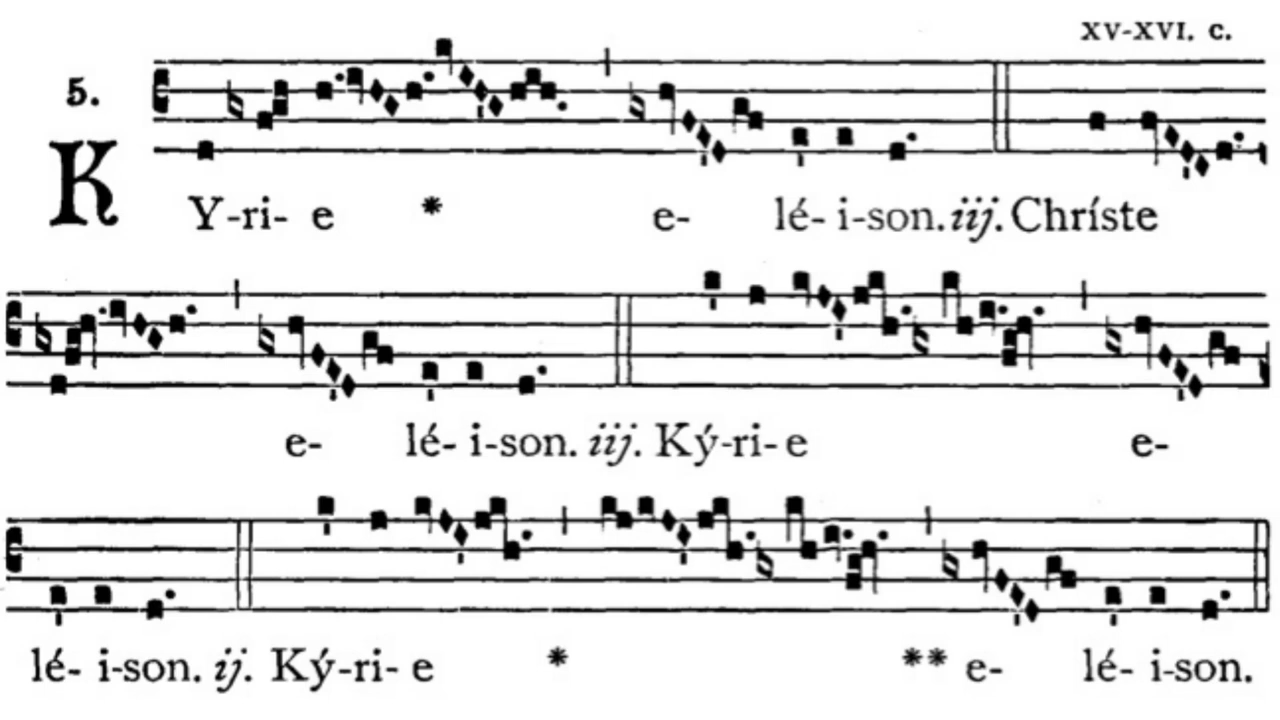 XV-XVI. c.
5.
KY-ri- e * e- lé- i-son. iij. Chríste
e- lé- i-son. iij. Ký-ri- e e-
lé- i-son. ij. Ký-ri- e * ** e- lé- i-son.